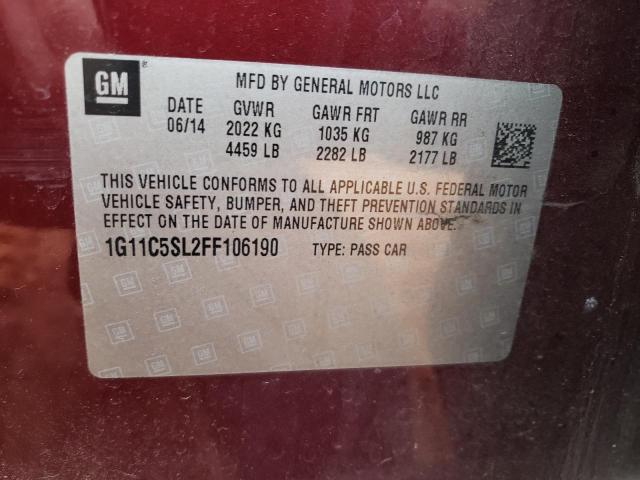 GM ®
MFD BY GENERAL MOTORS LLC
DATE GVWR GAWR FRT GAWR RR
06/14 2022 KG 1035 KG 987 KG
4459 LB 2282 LB 2177 LB
THIS VEHICLE CONFORMS TO ALL APPLICABLE U.S. FEDERAL MOTOR
VEHICLE SAFETY, BUMPER, AND THEFT PREVENTION STANDARDS IN
EFFECT ON THE DATE OF MANUFACTURE SHOWN ABOVE.
1G11C5SL2FF106190 TYPE: PASS CAR